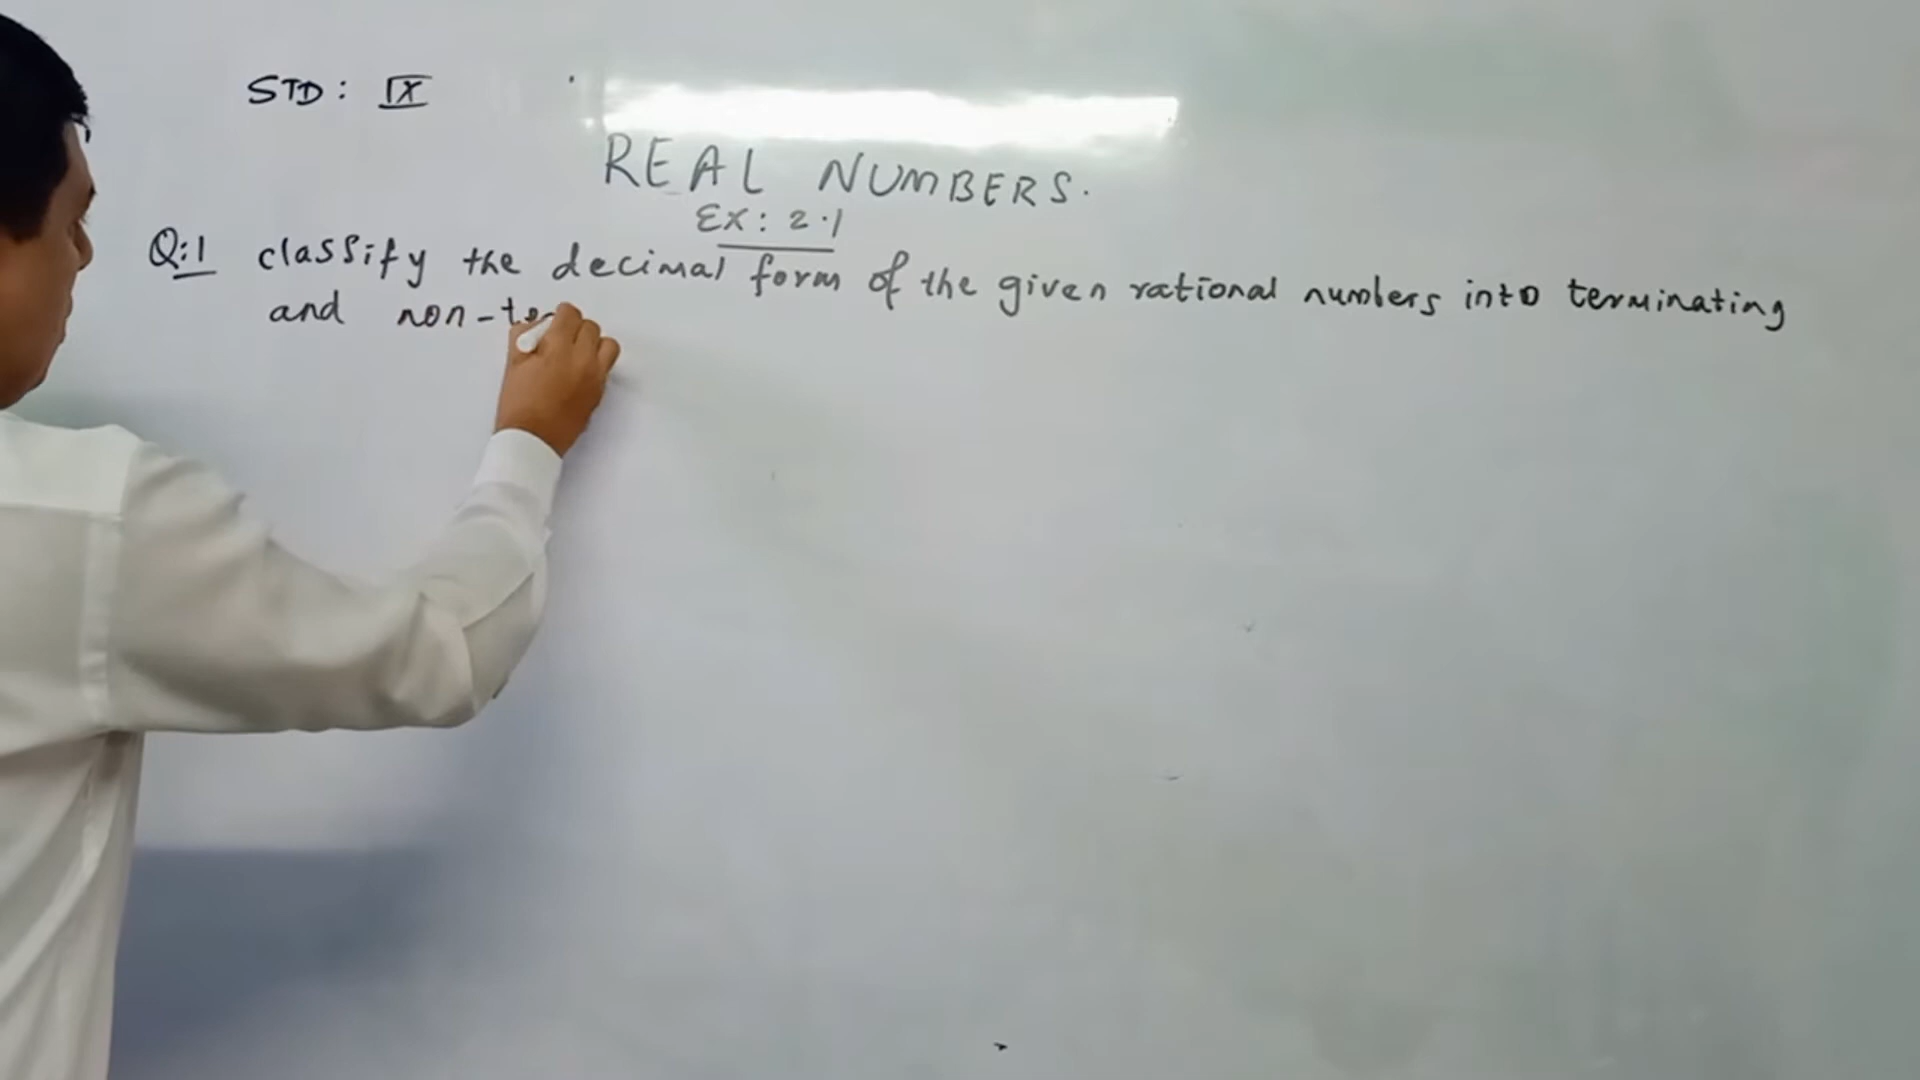 STD: IX
REAL NUMBERS.
Ex: 2.1
Q:1 classify the decimal form of the given rational numbers into terminating
and non-te